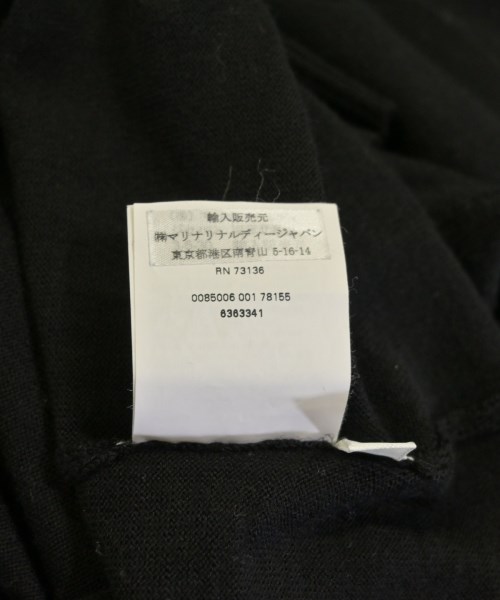 輸入販売元
㈱マリナリナルディージャパン
東京都地区南青山 5-16-14
RN 73136
0085006 001 78155
6363341